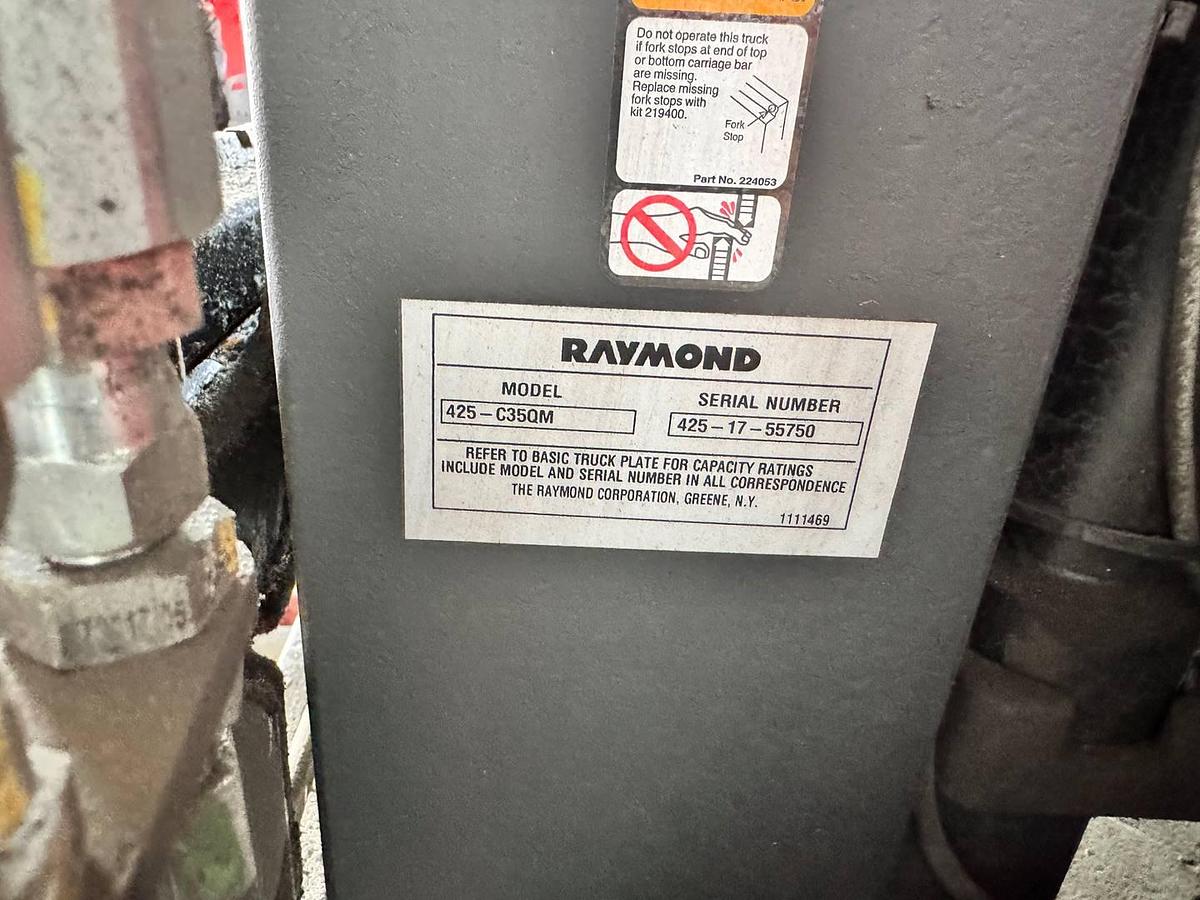 Do not operate this truck
if fork stops at end of top
or bottom carriage bar
are missing.
Replace missing
fork stops with
kit 219400.
Fork
Stop
Part No. 224053
RAYMOND
MODEL
SERIAL NUMBER
425-C35QM
425-17-55750
REFER TO BASIC TRUCK PLATE FOR CAPACITY RATINGS
INCLUDE MODEL AND SERIAL NUMBER IN ALL CORRESPONDENCE
THE RAYMOND CORPORATION, GREENE, N.Y.
1111469